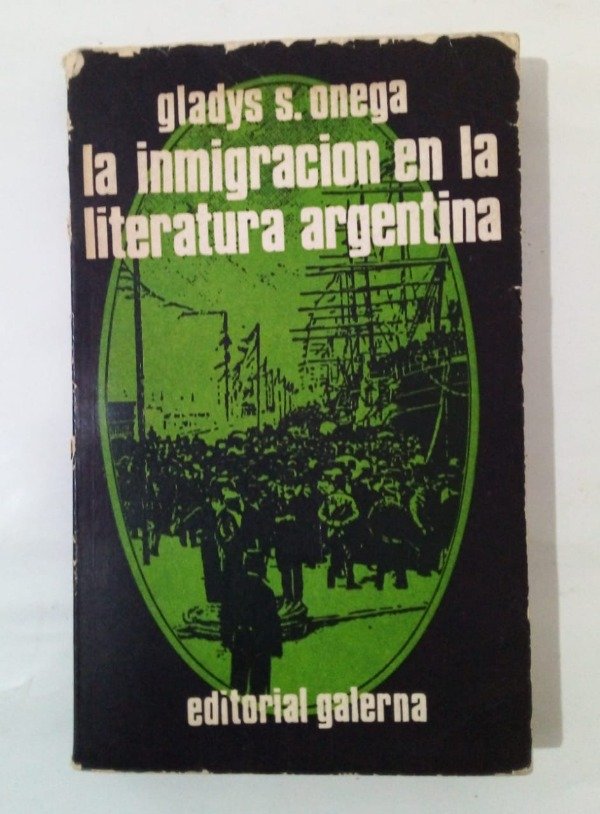 gladys s. onega
la inmigracion en la
literatura argentina
editorial galerna